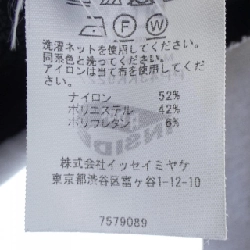 洗濯ネットを使用してください。
同系色と洗ってください。
アイロンは当て布を使用してください。
ナイロン 52%
ポリエステル 42%
ポリウレタン 6%
株式会社イッセイミヤケ
東京都渋谷区富ヶ谷1-12-10
7579089